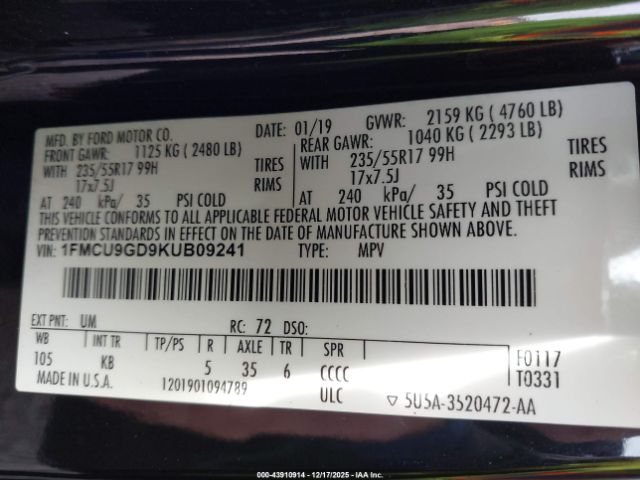 MFD. BY FORD MOTOR CO. DATE: 01/19 GVWR: 2159 KG ( 4760 LB)
FRONT GAWR: 1125 KG ( 2480 LB) REAR GAWR: 1040 KG ( 2293 LB)
WITH 235/55R17 99H TIRES WITH 235/55R17 99H TIRES
17x7.5J RIMS 17x7.5J RIMS
AT 240 kPa/ 35 PSI COLD AT 240 kPa/ 35 PSI COLD
THIS VEHICLE CONFORMS TO ALL APPLICABLE FEDERAL MOTOR VEHICLE SAFETY AND THEFT
PREVENTION STANDARDS IN EFFECT ON THE DATE OF MANUFACTURE SHOWN ABOVE.
VIN: 1FMCU9GD9KUB09241 TYPE: MPV
EXT PNT: UM RC: 72 DSO:
WB INT TR TP/PS R AXLE TR SPR
105 KB 5 35 6 CCCC F0117
T0331
MADE IN U.S.A. 1201901094789 ULC ▽ 5U5A-3520472-AA
000-43910914 - 12/17/2025 - IAA Inc.